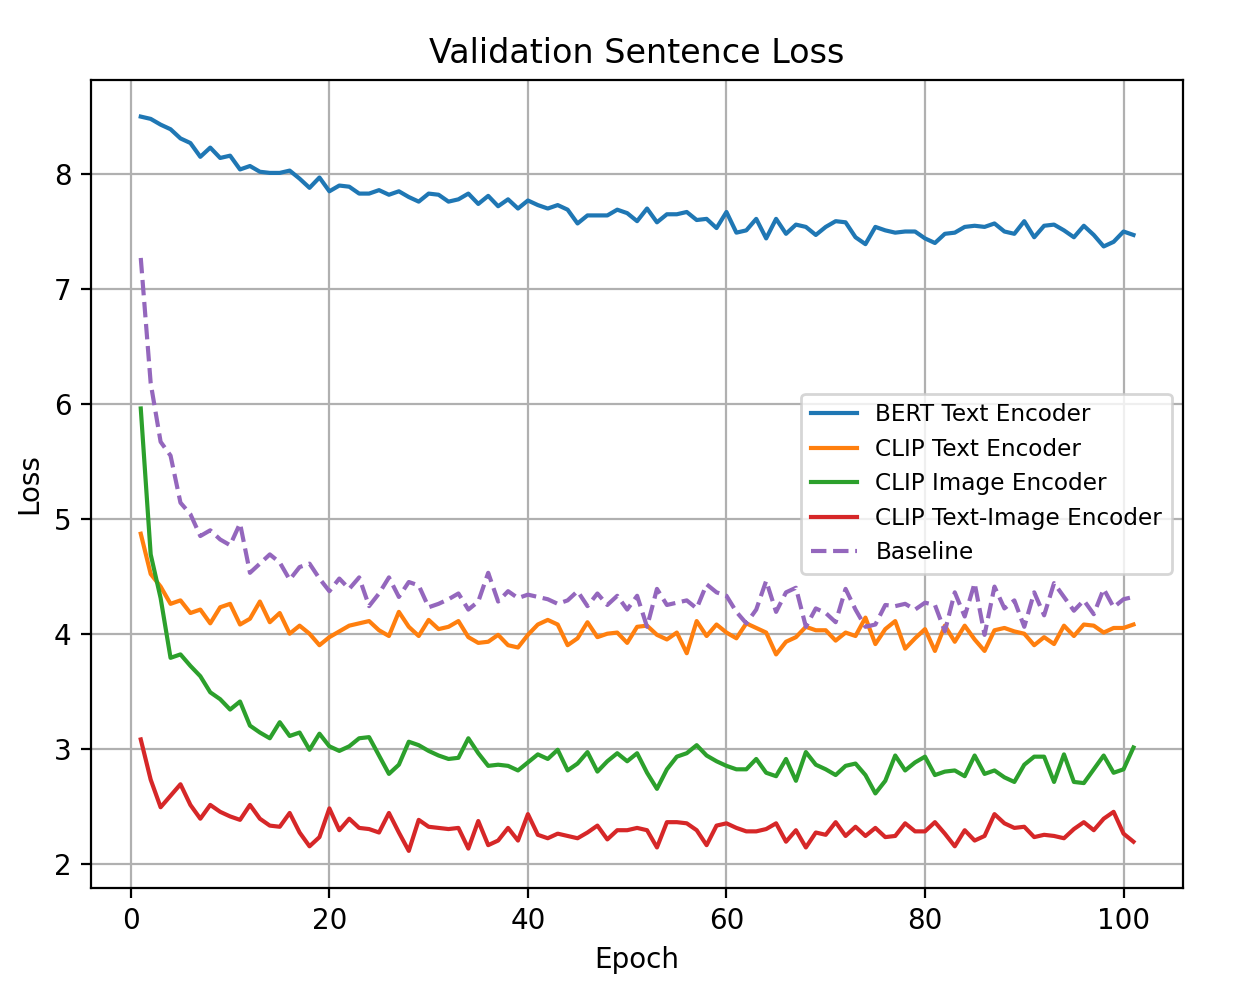 Validation Sentence Loss
8
7
6
5
4
3
2
Loss
BERT Text Encoder
CLIP Text Encoder
CLIP Image Encoder
CLIP Text-Image Encoder
Baseline
0 20 40 60 80 100
Epoch